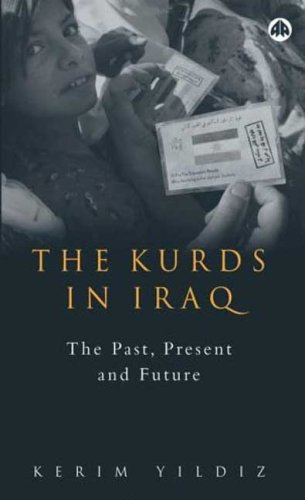 THE KURDS
IN IRAQ
The Past, Present
and Future
KERIM YILDIZ